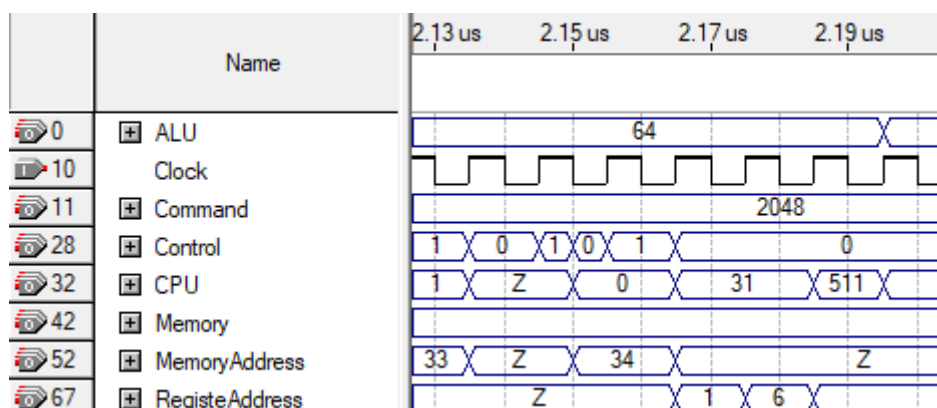 2.13 us 2.15 us 2.17 us 2.19 us
Name
0 ALU 64
10 Clock
11 Command 2048
28 Control 1 0 1 0 1 0
32 CPU 1 Z 0 31 511
42 Memory
52 MemoryAddress 33 Z 34 Z
67 RegisteAddress Z 1 6